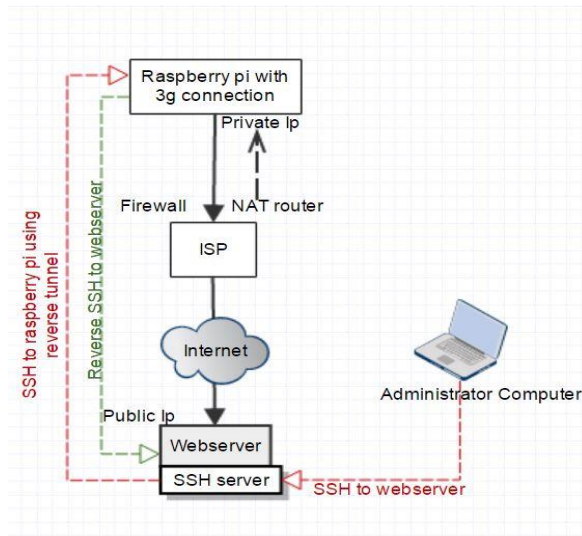 Raspberry pi with
3g connection
Private Ip
Firewall
NAT router
ISP
Internet
Public Ip
Webserver
SSH server
SSH to raspberry pi using
reverse tunnel
Reverse SSH to webserver
Administrator Computer
SSH to webserver